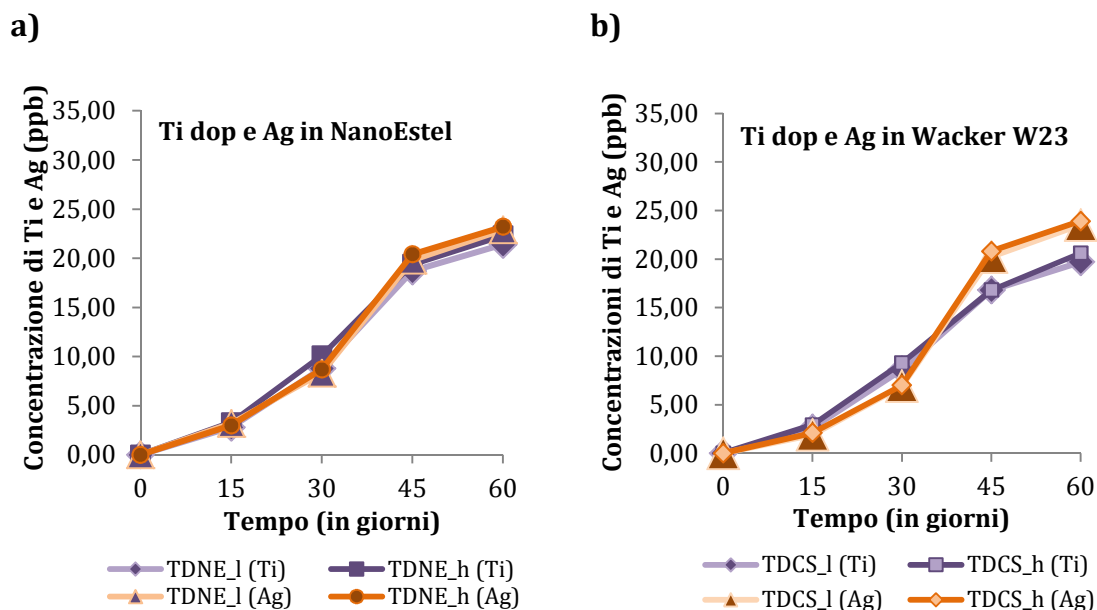 a)
Concentrazione di Ti e Ag (ppb)
35,00
30,00
25,00
20,00
15,00
10,00
5,00
0,00
Ti dop e Ag in NanoEstel
0 15 30 45 60
Tempo (in giorni)
TDNE_l (Ti) TDNE_h (Ti)
TDNE_l (Ag) TDNE_h (Ag)
b)
Concentrazioni di Ti e Ag (ppb)
35,00
30,00
25,00
20,00
15,00
10,00
5,00
0,00
Ti dop e Ag in Wacker W23
0 15 30 45 60
Tempo (in giorni)
TDCS_l (Ti) TDCS_h (Ti)
TDCS_l (Ag) TDCS_h (Ag)